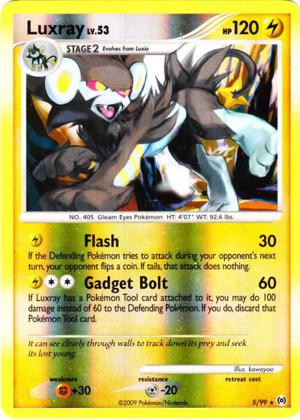 Luxray LV.53 HP 120
STAGE 2 Evolves from Luxio
NO. 405 Gleam Eyes Pokémon HT: 4'07" WT: 92.6 lbs.
Flash 30
If the Defending Pokémon tries to attack during your opponent's next
turn, your opponent flips a coin. If tails, that attack does nothing.
Gadget Bolt 60
If Luxray has a Pokémon Tool card attached to it, you may do 100
damage instead of 60 to the Defending Pokémon. If you do, discard that
Pokémon Tool card.
Illus. kawayoo
It can see clearly through walls to track down its prey and seek
its lost young.
weakness resistance retreat cost
+30 -20
©2009 Pokémon/Nintendo 5/99